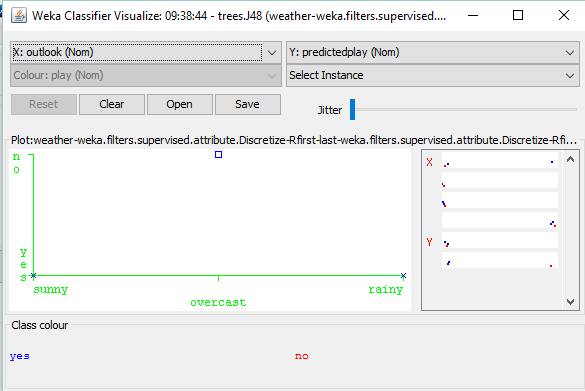 Weka Classifier Visualize: 09:38:44 - trees.J48 (weather-weka.filters.supervised....
X: outlook (Nom)
Y: predictedplay (Nom)
Colour: play (Nom)
Select Instance
Reset
Clear
Open
Save
Jitter
Plot:weather-weka.filters.supervised.attribute.Discretize-Rfirst-last-weka.filters.supervised.attribute.Discretize-Rfi...
no
yes
sunny
overcast
rainy
X
Y
Class colour
yes
no